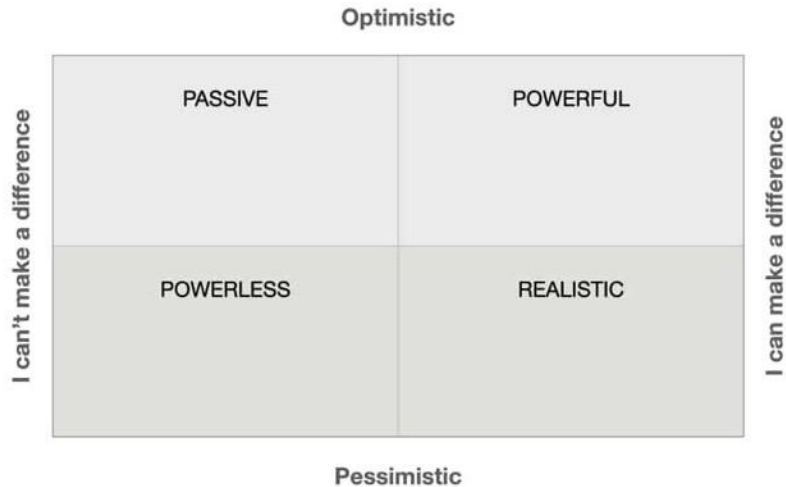 Optimistic
PASSIVE
POWERFUL
I can't make a difference
I can make a difference
POWERLESS
REALISTIC
Pessimistic